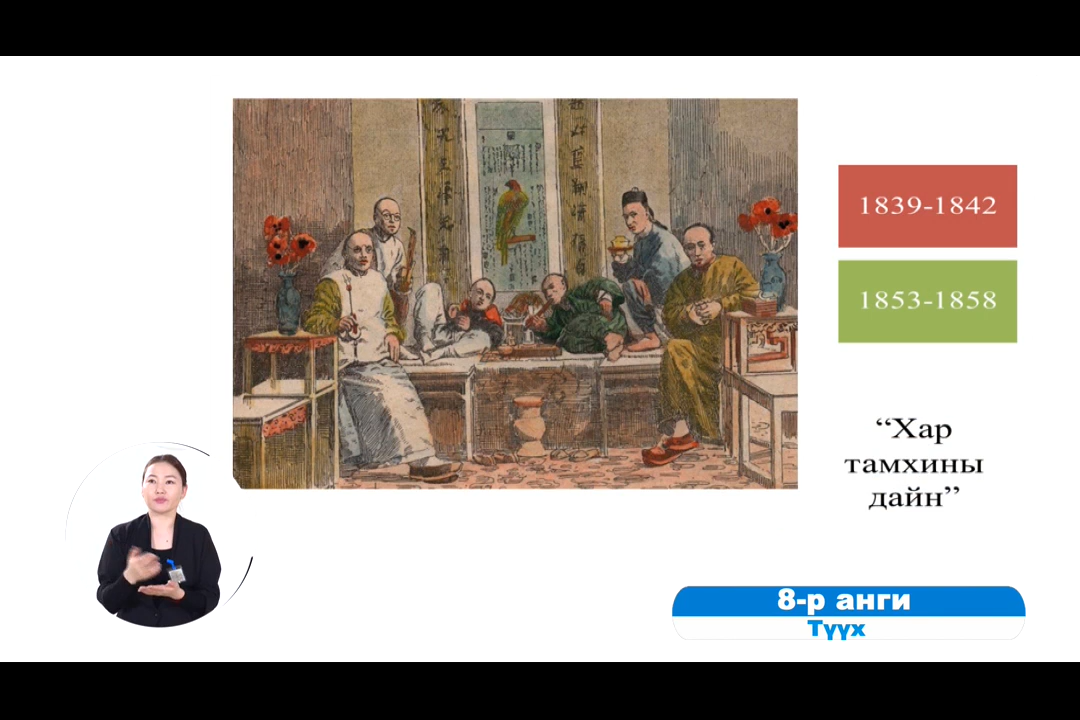 1839-1842
1853-1858
“Хар
тамхины
дайн”
8-р анги
Түүх